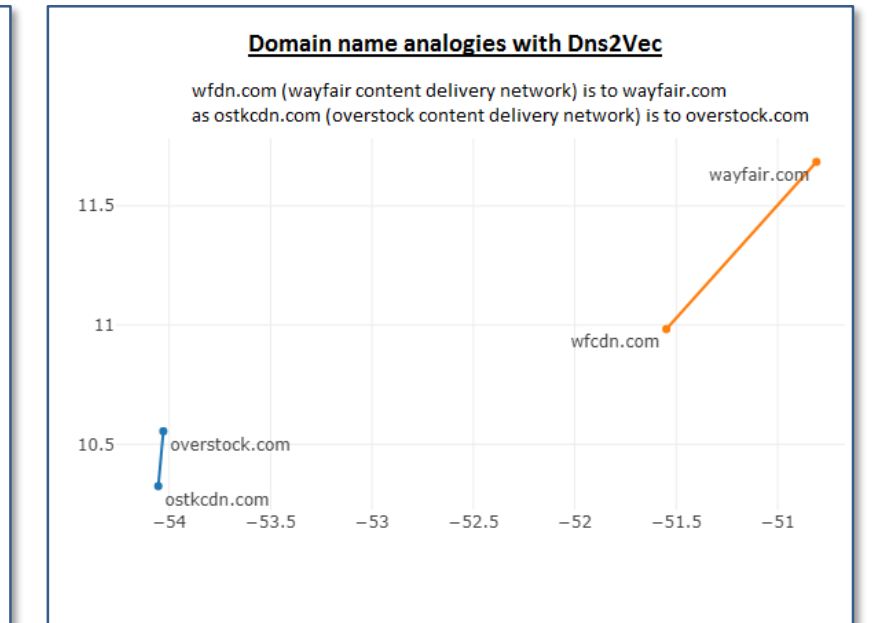 Domain name analogies with Dns2Vec
wfdn.com (wayfair content delivery network) is to wayfair.com
as ostkcdn.com (overstock content delivery network) is to overstock.com
wayfair.com
11.5
11
wfcdn.com
10.5
overstock.com
ostkcdn.com
−54
−53.5
−53
−52.5
−52
−51.5
−51